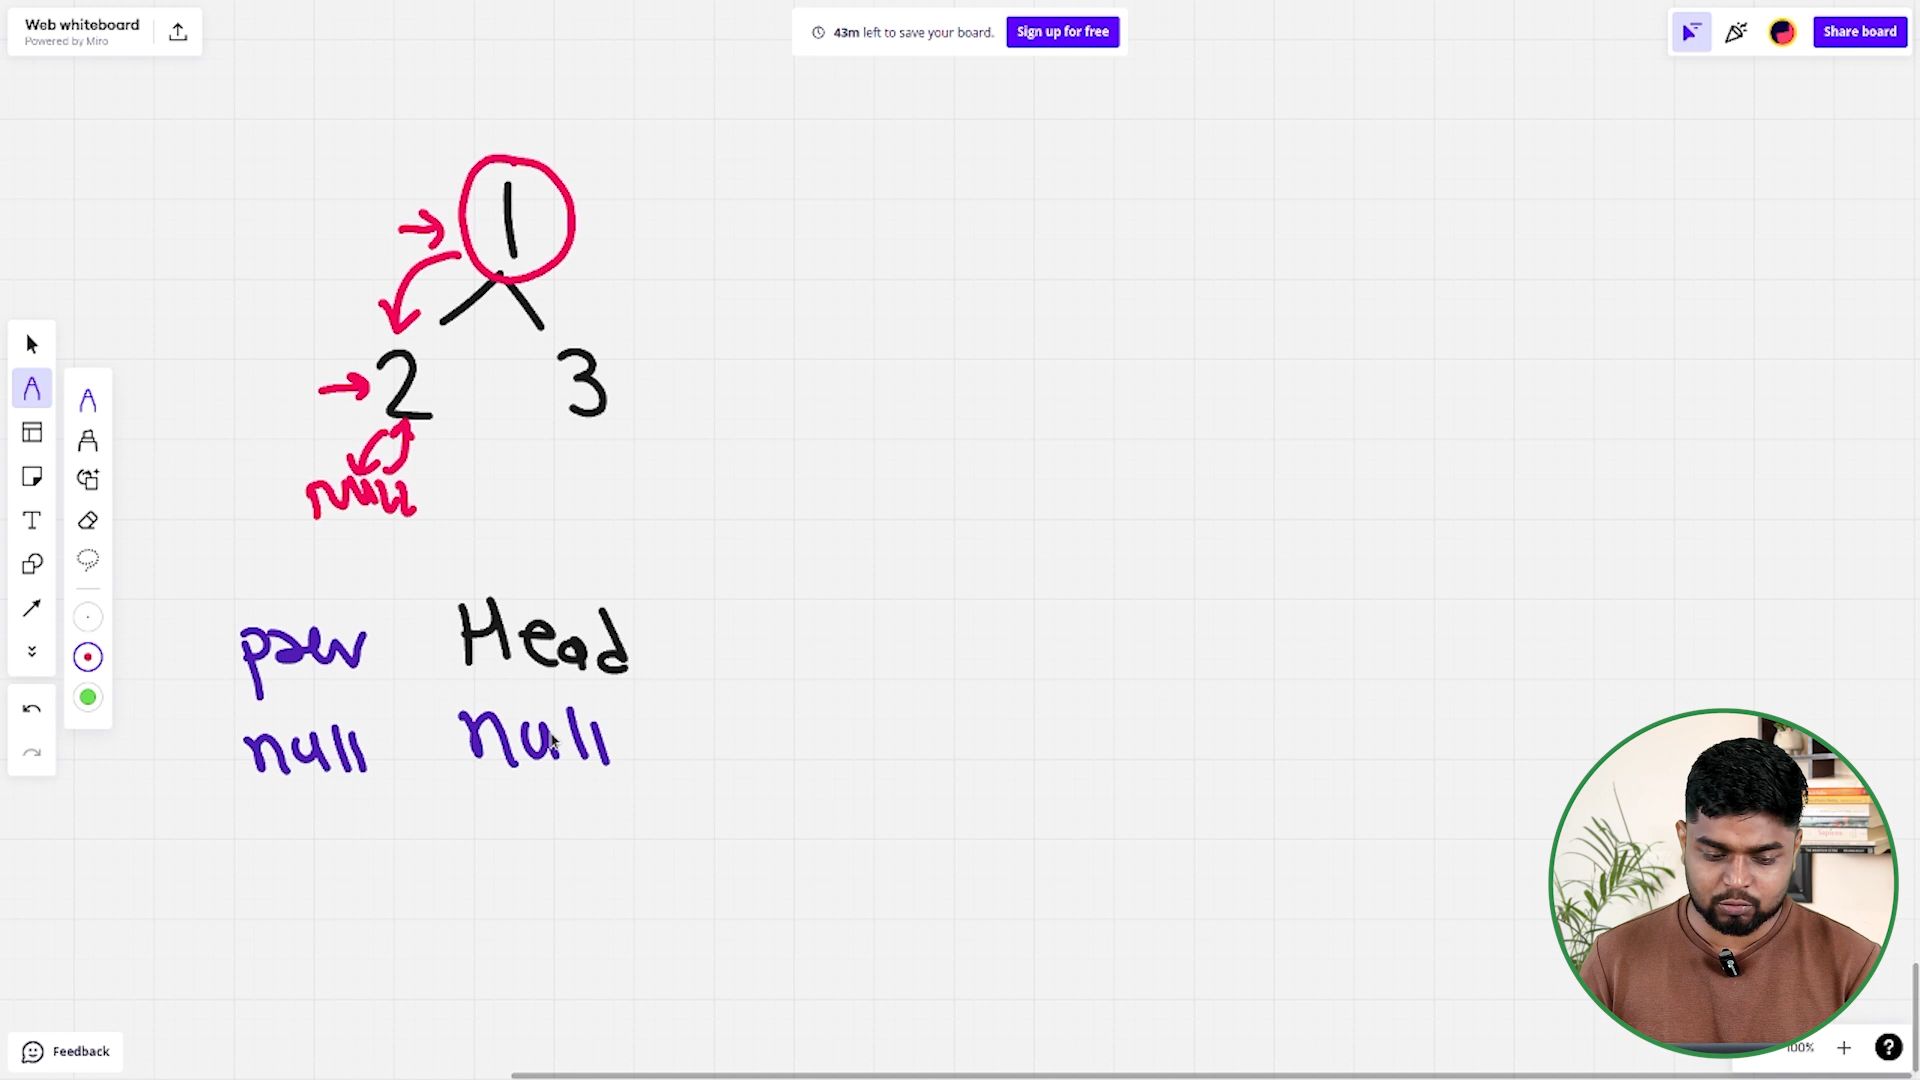 Web whiteboard
Powered by Miro
43m left to save your board.
Sign up for free
Share board
1
2 3
null
prev Head
null null
Feedback
100%